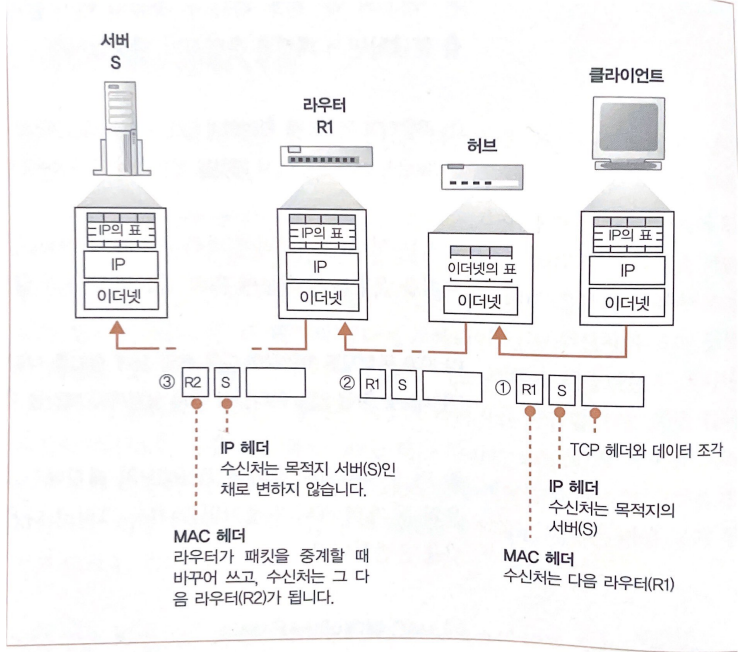 서버
S
라우터
R1
허브
클라이언트
IP의 표
IP
이더넷
IP의 표
IP
이더넷
이더넷의 표
이더넷
IP의 표
IP
이더넷
③ R2 S
② R1 S
① R1 S
IP 헤더
수신처는 목적지 서버(S)인
채로 변하지 않습니다.
MAC 헤더
라우터가 패킷을 중계할 때
바꾸어 쓰고, 수신처는 그 다
음 라우터(R2)가 됩니다.
TCP 헤더와 데이터 조각
IP 헤더
수신처는 목적지의
서버(S)
MAC 헤더
수신처는 다음 라우터(R1)